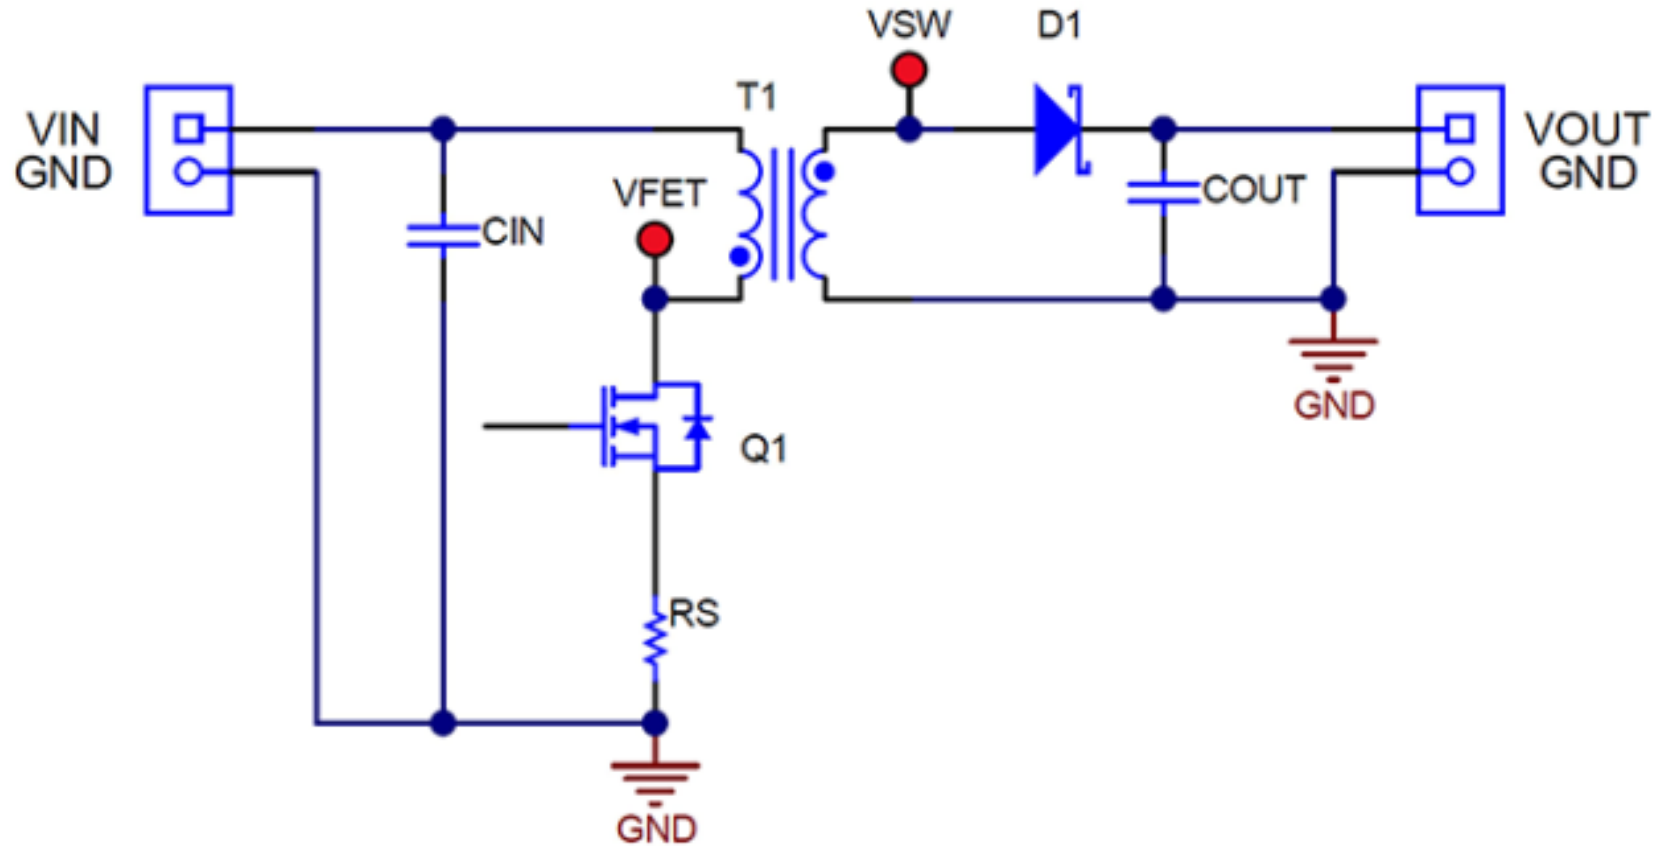 VSW
D1
T1
VIN
GND
VOUT
GND
VFET
COUT
CIN
GND
Q1
RS
GND